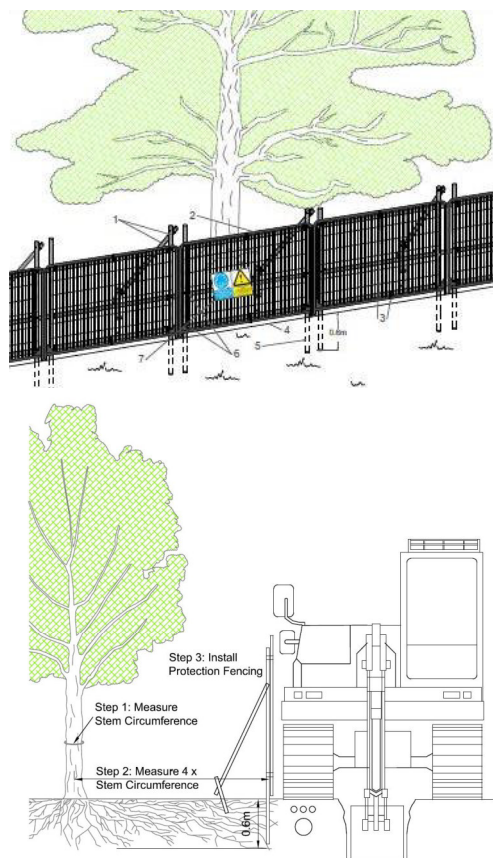 1
2
3
4
5
6
7
0.6m
Step 3: Install
Protection Fencing
Step 1: Measure
Stem Circumference
Step 2: Measure 4 x
Stem Circumference
0.6m